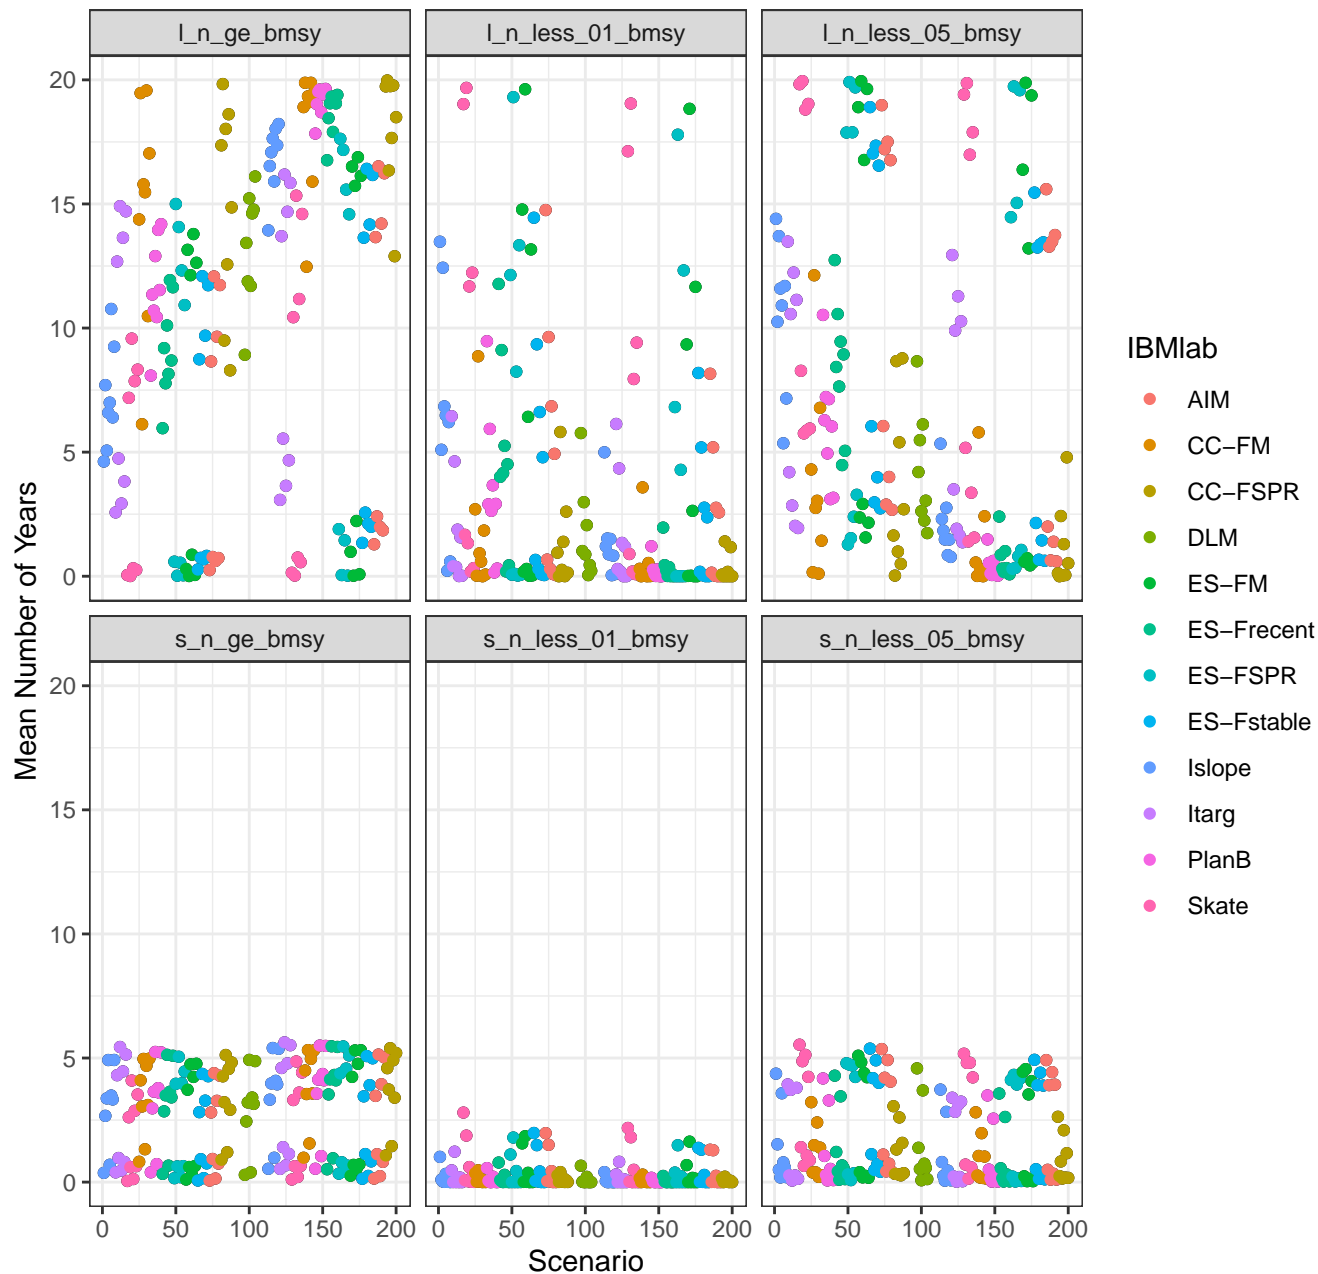 l_n_ge_bmsy
l_n_less_01_bmsy
l_n_less_05_bmsy
20
15
10
5
0
s_n_ge_bmsy
s_n_less_01_bmsy
s_n_less_05_bmsy
20
15
10
5
0
0 50 100 150 200
0 50 100 150 200
0 50 100 150 200
Scenario
Mean Number of Years
IBMlab
AIM
CC−FM
CC−FSPR
DLM
ES−FM
ES−Frecent
ES−FSPR
ES−Fstable
Islope
Itarg
PlanB
Skate